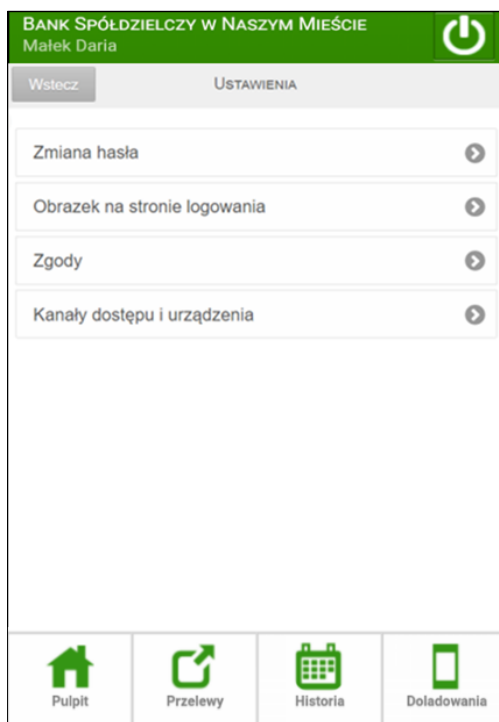 BANK SPÓŁDZIELCZY W NASZYM MIEŚCIE
Małek Daria
Wstecz
USTAWIENIA
Zmiana hasła
Obrazek na stronie logowania
Zgody
Kanały dostępu i urządzenia
Pulpit
Przelewy
Historia
Doladowania